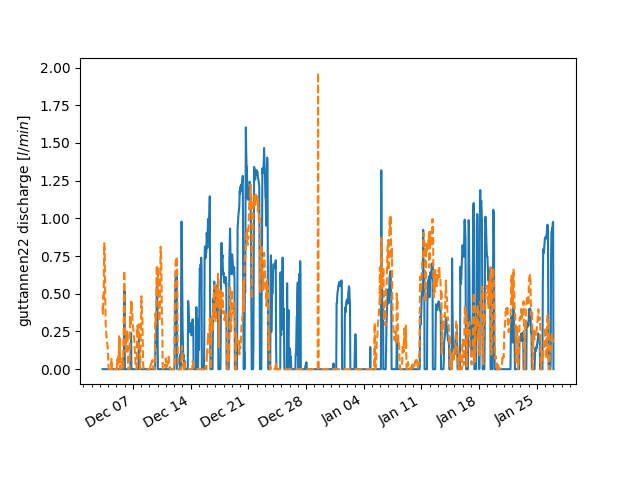 2.00
1.75
1.50
1.25
1.00
0.75
0.50
0.25
0.00
guttannen22 discharge [l/min]
Dec 07
Dec 14
Dec 21
Dec 28
Jan 04
Jan 11
Jan 18
Jan 25